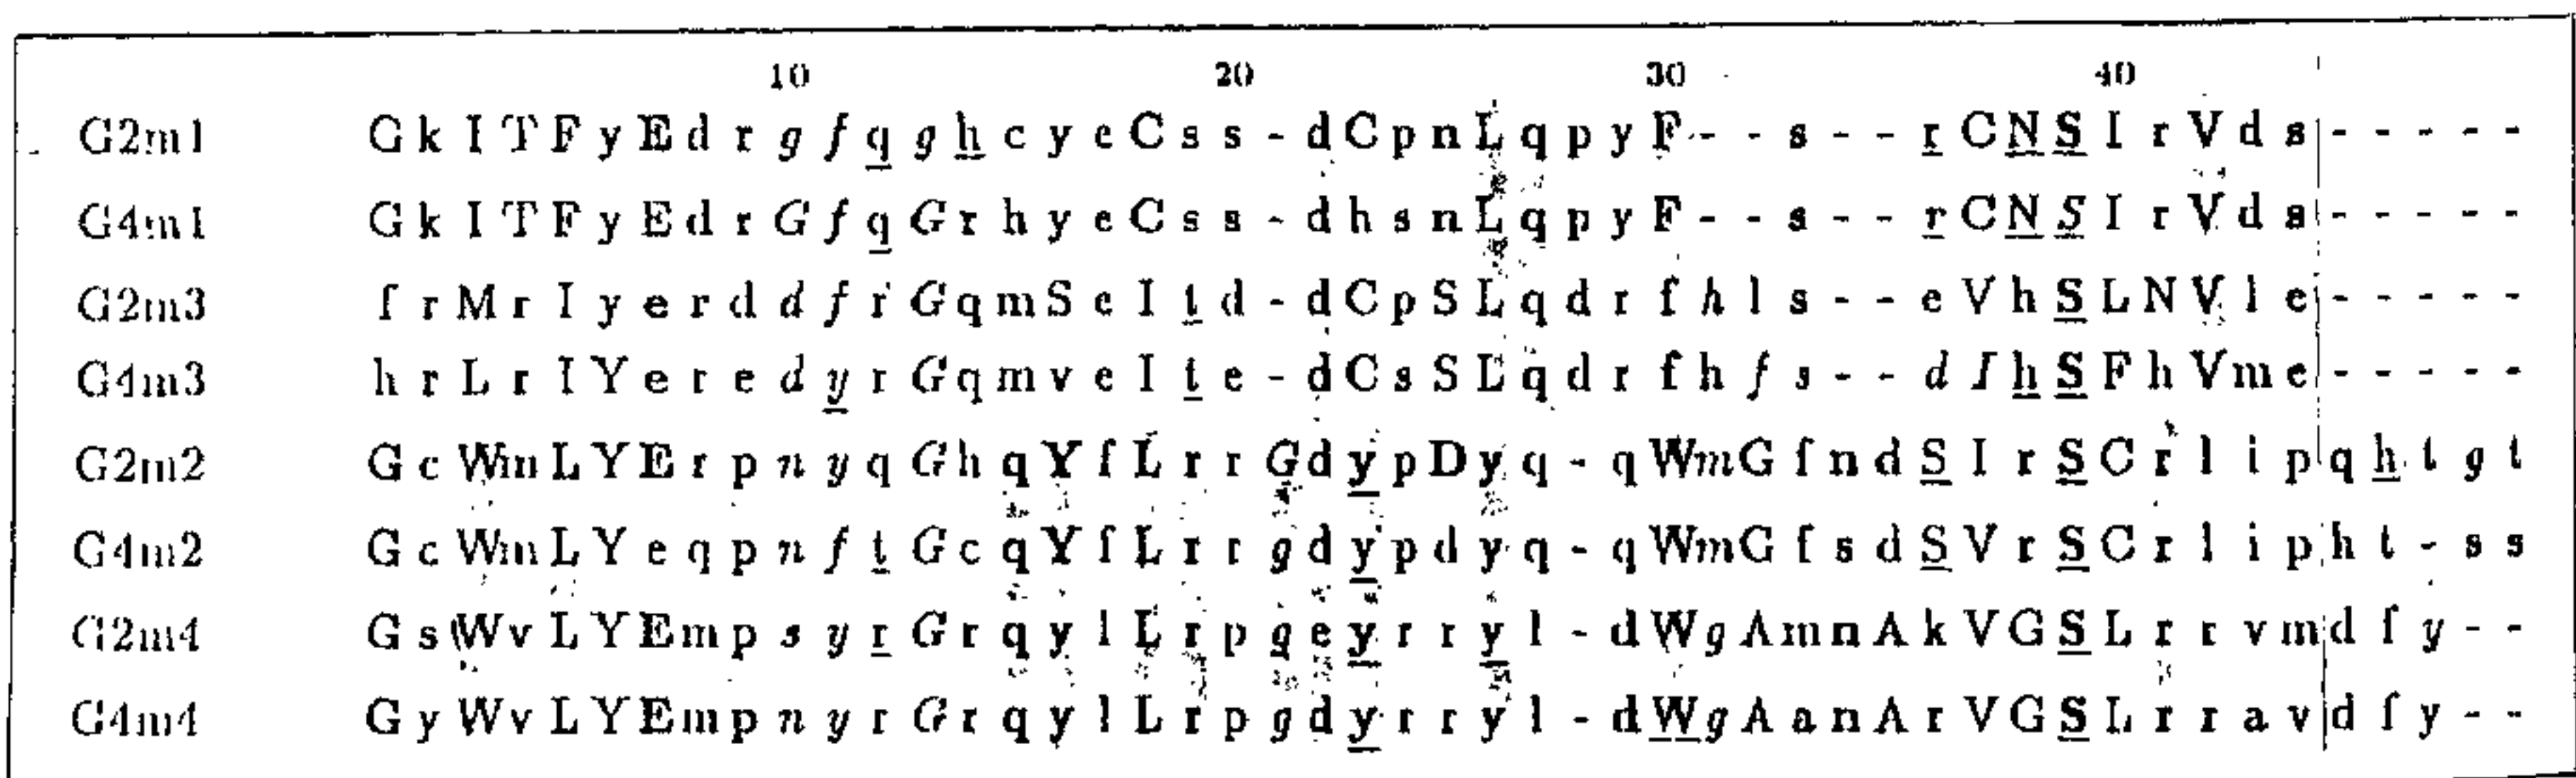 10 20 30 40
G2m1 G k I T F y E d r g f q g h c y e C s s - d C p n L q p y F - - s - - r C N S I r V d s - - - - -
G4m1 G k I T F y E d r G f q G r h y e C s s - d h s n L q p y F - - s - - r C N S I r V d s - - - - -
G2m3 f r M r I y e r d d f r G q m S e I t d - d C p S L q d r f h l s - - e V h S L N V l e - - - - -
G4m3 h r L r I Y e r e d y r G q m v e I t e - d C s S L q d r f h f s - - d I h S F h V m e - - - - -
G2m2 G c W m L Y E r p n y q G h q Y f L r r G d y p D y q - q W m G f n d S I r S C r l i p q h t g t
G4m2 G c W m L Y e q p n f t G c q Y f L r r g d y p d y q - q W m G f s d S V r S C r l i p h t - s s
G2m4 G s W v L Y E m p s y r G r q y l L r p g e y r r y l - d W g A m n A k V G S L r r v m d f y - -
G4m4 G y W v L Y E m p n y r G r q y l L r p g d y r r y l - d W g A a n A r V G S L r r a v d f y - -